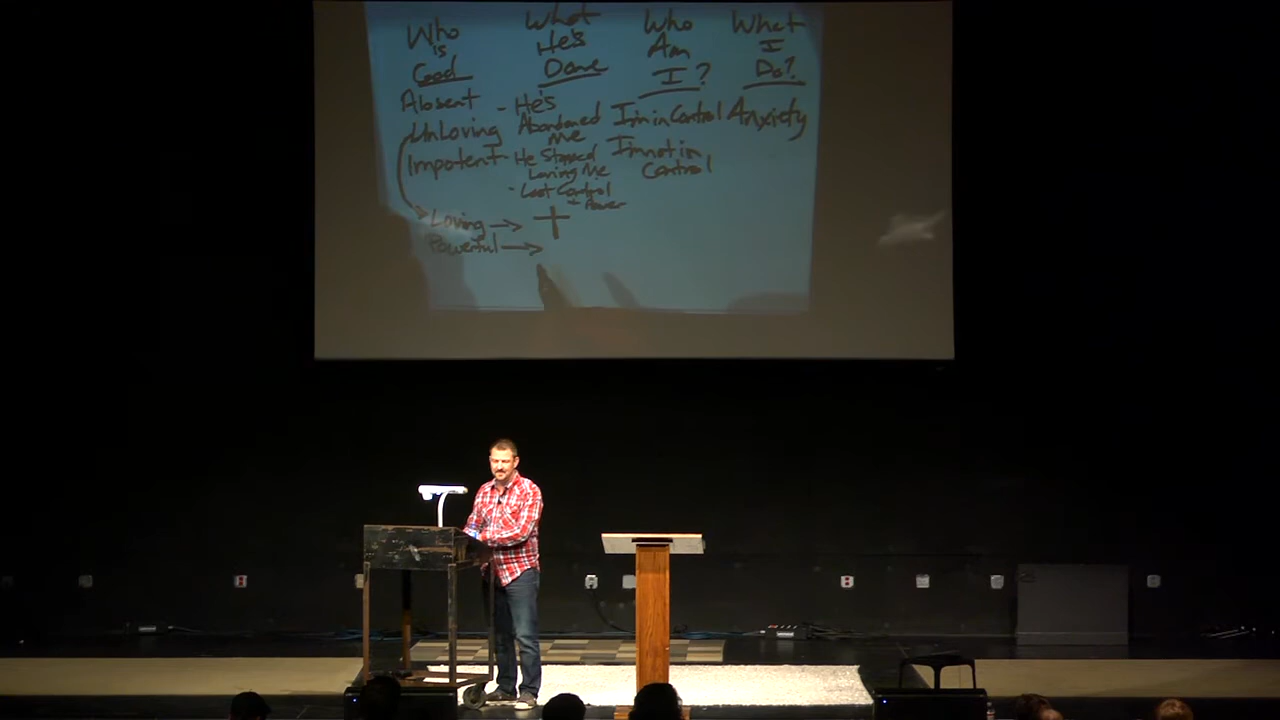 Who
is
God
What
He's
Done
Who
Am
I?
What
I
Do?
Absent
UnLoving
Impotent
- He's
Abandoned
Me
- He Stopped
Loving Me
- Lost Control
+ Power
I'm in Control
I'm not in
Control
Anxiety
Loving →
Powerful →